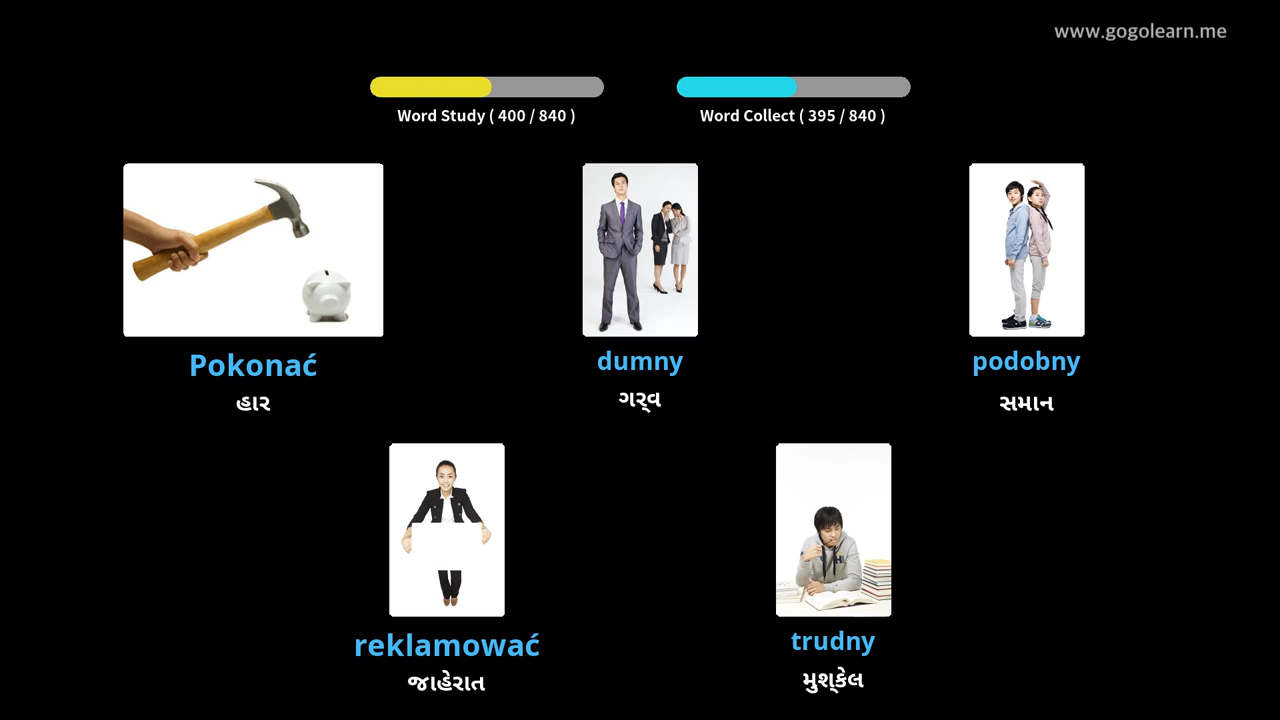 www.gogolearn.me
Word Study ( 400 / 840 )
Word Collect ( 395 / 840 )
Pokonać
હાર
dumny
ગર્વ
podobny
સમાન
reklamować
જાહેરાત
trudny
મુશ્કેલ